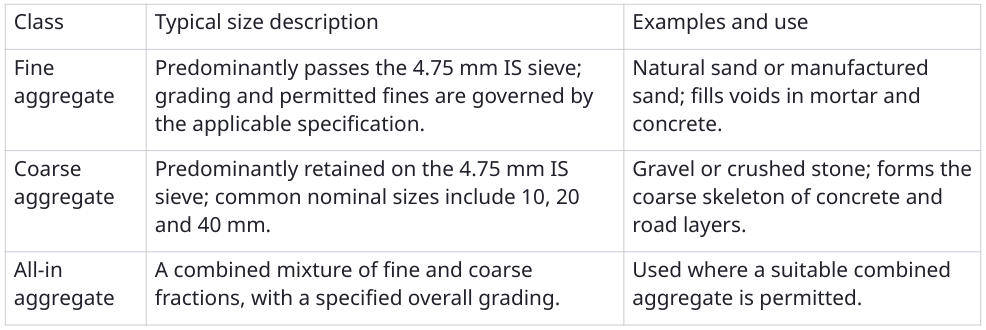 Class Typical size description Examples and use
Fine aggregate
Predominantly passes the 4.75 mm IS sieve;
grading and permitted fines are governed by
the applicable specification.
Natural sand or manufactured
sand; fills voids in mortar and
concrete.
Coarse aggregate
Predominantly retained on the 4.75 mm IS
sieve; common nominal sizes include 10, 20
and 40 mm.
Gravel or crushed stone; forms the
coarse skeleton of concrete and
road layers.
All-in aggregate
A combined mixture of fine and coarse
fractions, with a specified overall grading.
Used where a suitable combined
aggregate is permitted.